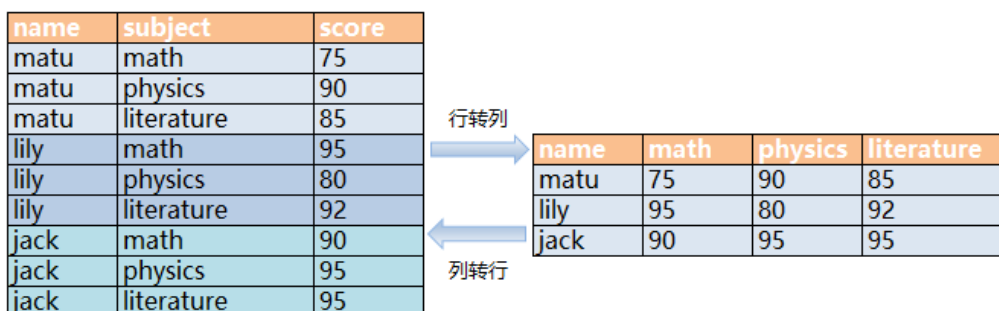 name subject score
matu math 75
matu physics 90
matu literature 85
lily math 95
lily physics 80
lily literature 92
jack math 90
jack physics 95
jack literature 95
行转列
列转行
name math physics literature
matu 75 90 85
lily 95 80 92
jack 90 95 95